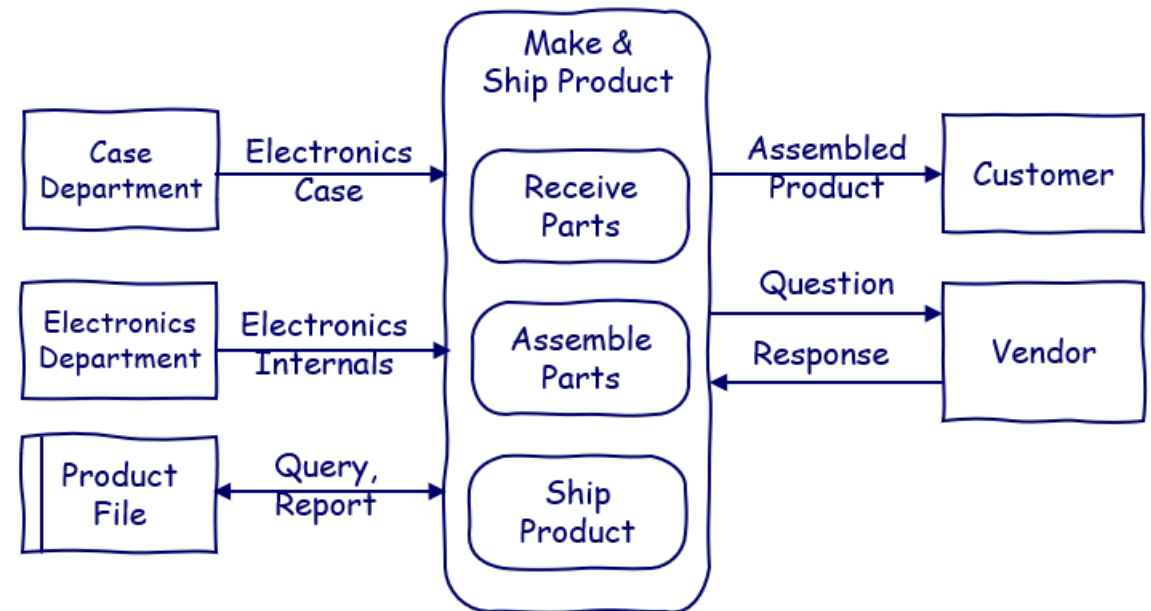 Make &
Ship Product
Case
Department
Electronics
Case
Receive
Parts
Assembled
Product
Customer
Electronics
Department
Electronics
Internals
Assemble
Parts
Question
Response
Vendor
Product
File
Query,
Report
Ship
Product